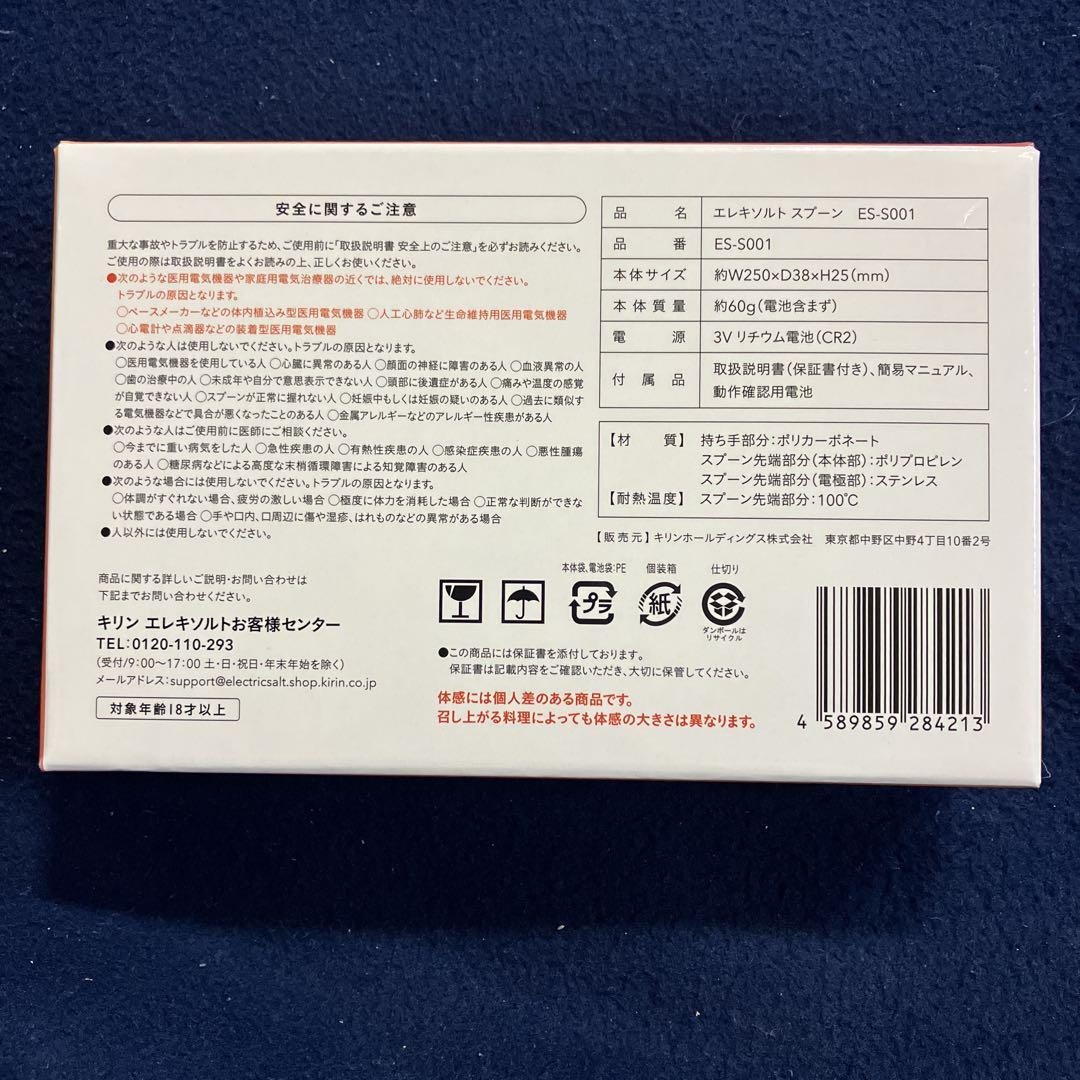 安全に関するご注意
重大な事故やトラブルを防止するため、ご使用前に「取扱説明書 安全上のご注意」を必ずお読みください。
ご使用の際は取扱説明書をよくお読みの上、正しくお使いください。
●次のような医用電気機器や家庭用電気治療器の近くでは、絶対に使用しないでください。
トラブルの原因となります。
○ペースメーカーなどの体内植込み型医用電気機器 ○人工心肺など生命維持用医用電気機器
○心電計や点滴器などの装着型医用電気機器
●次のような人は使用しないでください。トラブルの原因となります。
○医用電気機器を使用している人 ○心臓に異常のある人 ○顔面の神経に障害のある人 ○血液異常の人
○歯の治療中の人 ○未成年や自分で意思表示できない人 ○頭部に後遺症がある人 ○痛みや温度の感覚
が自覚できない人 ○スプーンが正常に握れない人 ○妊娠中もしくは妊娠の疑いのある人 ○過去に類似す
る電気機器などで具合が悪くなったことのある人 ○金属アレルギーなどのアレルギー性疾患がある人
●次のような人はご使用前に医師にご相談ください。
○今までに重い病気をした人 ○急性疾患の人 ○有熱性疾患の人 ○感染症疾患の人 ○悪性腫瘍
のある人 ○糖尿病などによる高度な末梢循環障害による知覚障害のある人
●次のような場合には使用しないでください。トラブルの原因となります。
○体調がすぐれない場合、疲労の激しい場合 ○極度に体力を消耗した場合 ○正常な判断ができな
い状態である場合 ○手や口内、口周辺に傷や湿疹、はれものなどの異常がある場合
●人以外には使用しないでください。
品名 エレキソルト スプーン ES-S001
品番 ES-S001
本体サイズ 約W250×D38×H25(mm)
本体質量 約60g(電池含まず)
電源 3V リチウム電池(CR2)
付属品 取扱説明書(保証書付き)、簡易マニュアル、
動作確認用電池
【材質】 持ち手部分:ポリカーボネート
スプーン先端部分(本体部):ポリプロピレン
スプーン先端部分(電極部):ステンレス
【耐熱温度】 スプーン先端部分:100℃
【販売元】キリンホールディングス株式会社 東京都中野区中野4丁目10番2号
商品に関する詳しいご説明・お問い合わせは
下記までお問い合わせください。
キリン エレキソルトお客様センター
TEL:0120-110-293
(受付/9:00〜17:00 土・日・祝日・年末年始を除く)
メールアドレス:support@electricsalt.shop.kirin.co.jp
対象年齢18才以上
本体袋、電池袋:PE 個装箱 仕切り
プラ 紙
ダンボールは
リサイクル
●この商品には保証書を添付しております。
保証書は記載内容をご確認いただき、大切に保管してください。
体感には個人差のある商品です。
召し上がる料理によっても体感の大きさは異なります。
4 589859 284213